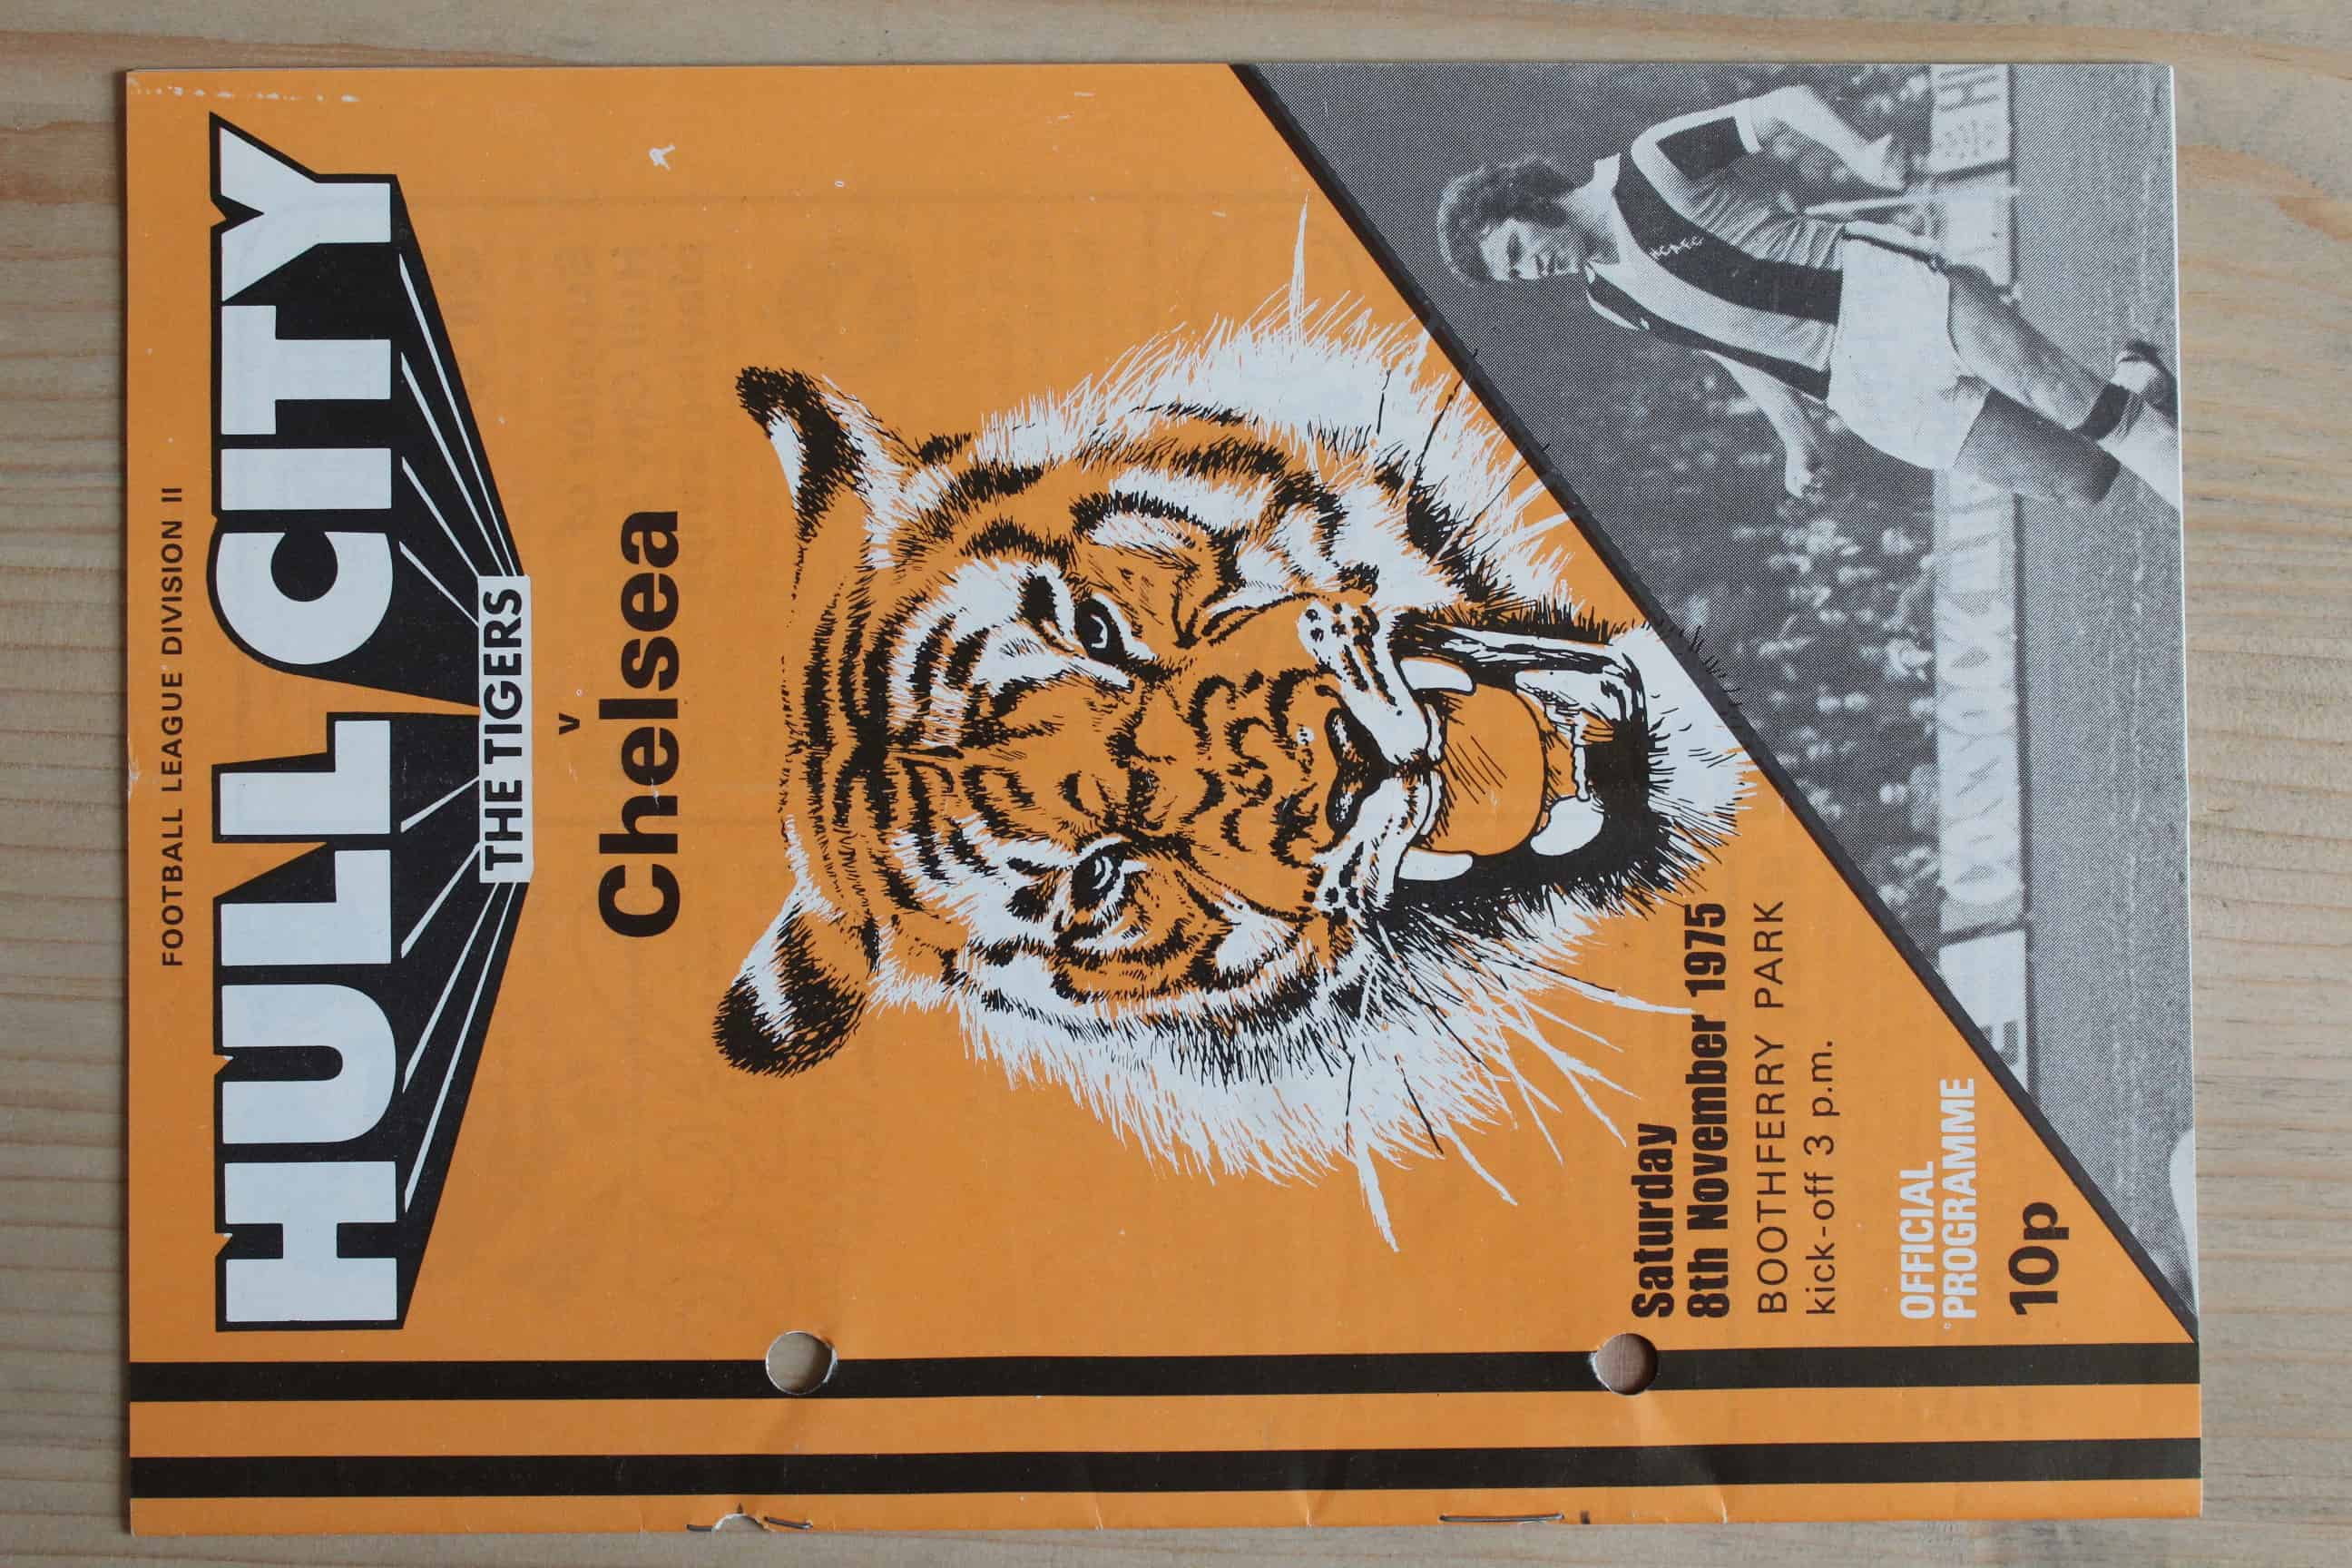 FOOTBALL LEAGUE DIVISION II
HULL CITY
THE TIGERS
v
Chelsea
Saturday
8th November 1975
BOOTHFERRY PARK
kick-off 3 p.m.
OFFICIAL
PROGRAMME
10p
HCAFC